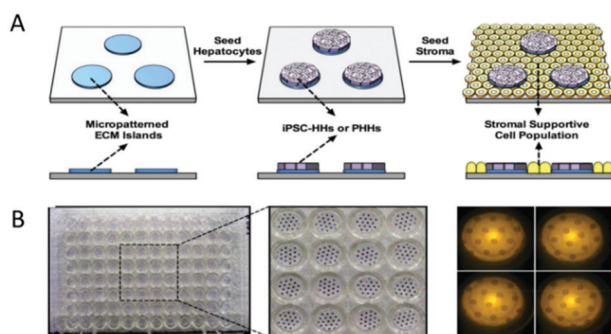 A
Seed
Hepatocytes
Seed
Stroma
Micropatterned
ECM Islands
iPSC-HHs or PHHs
Stromal Supportive
Cell Population
B